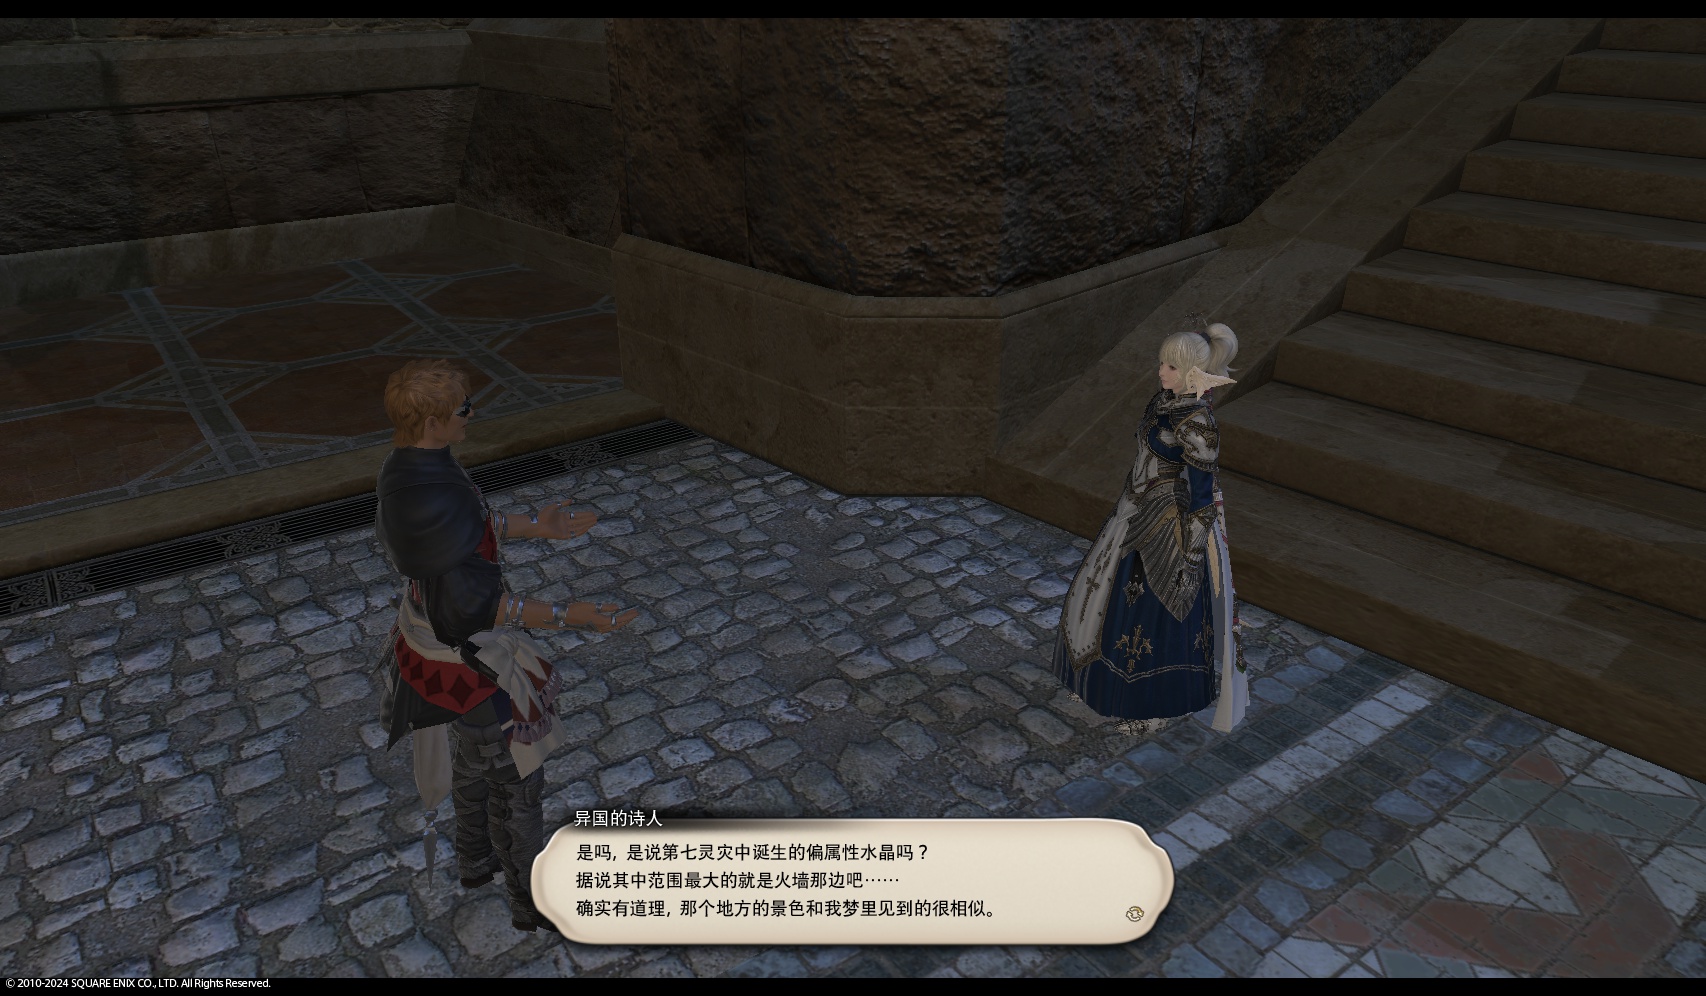 异国的诗人
是吗，是说第七灵灾中诞生的偏属性水晶吗？
据说其中范围最大的就是火墙那边吧……
确实有道理，那个地方的景色和我梦里见到的很相似。
© 2010-2024 SQUARE ENIX CO., LTD. All Rights Reserved.